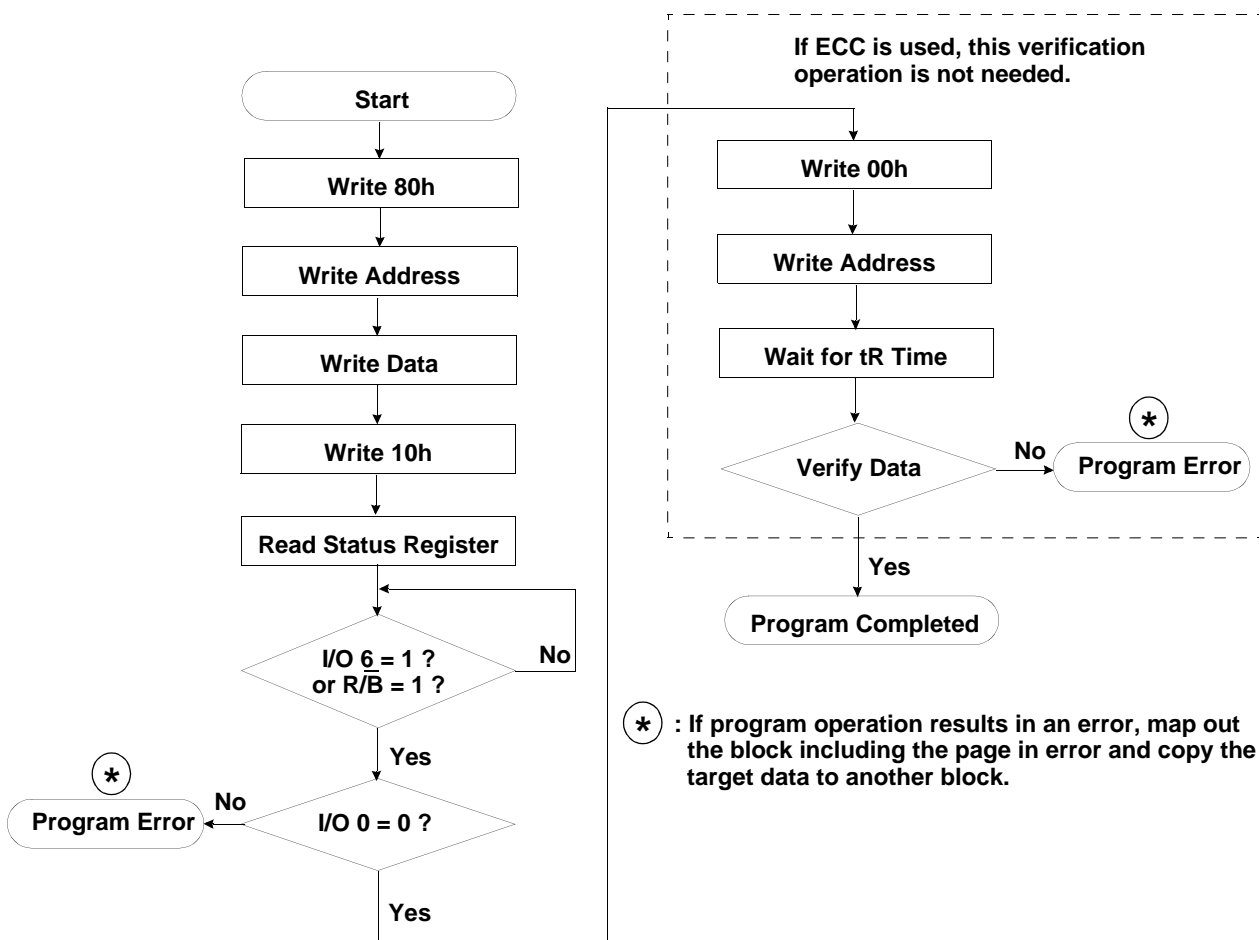 Start
Write 80h
Write Address
Write Data
Write 10h
Read Status Register
I/O 6 = 1 ?
or R/B̅ = 1 ?
No
Yes
*
No
Program Error
I/O 0 = 0 ?
Yes
If ECC is used, this verification
operation is not needed.
Write 00h
Write Address
Wait for tR Time
*
Verify Data
No
Program Error
Yes
Program Completed
* : If program operation results in an error, map out
the block including the page in error and copy the
target data to another block.